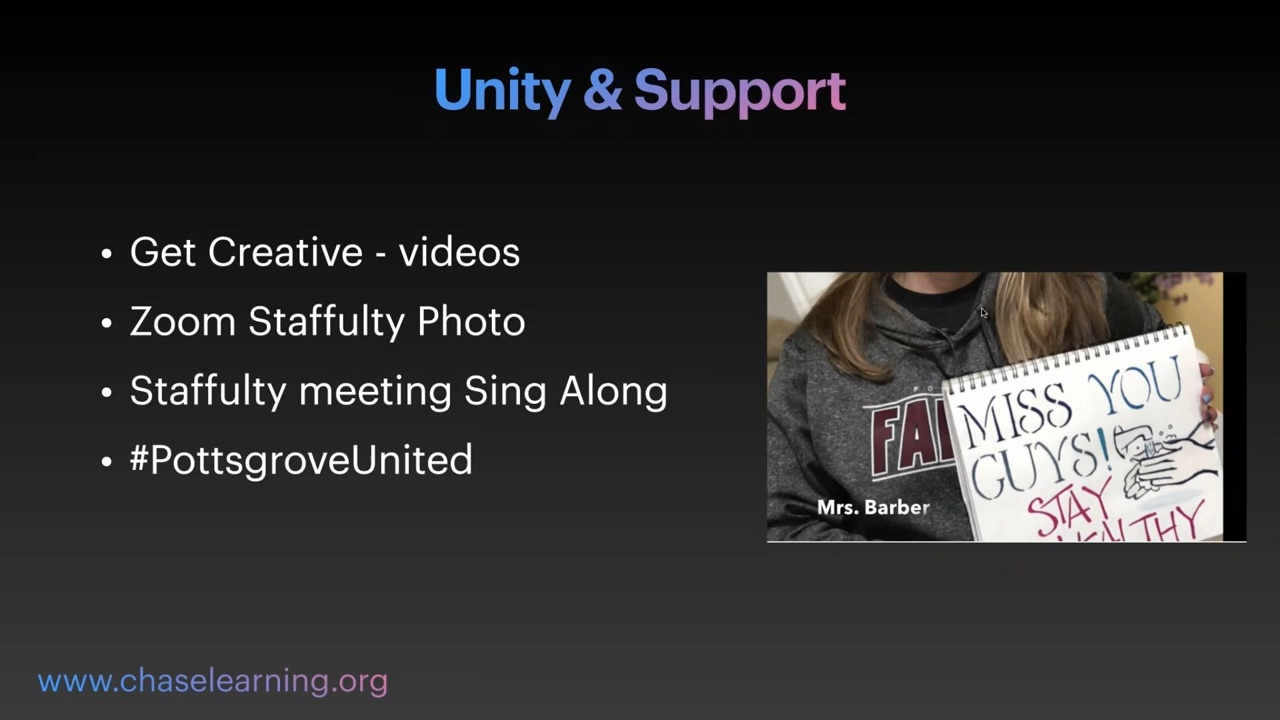 Unity & Support
• Get Creative - videos
• Zoom Staffulty Photo
• Staffulty meeting Sing Along
• #PottsgroveUnited
MISS YOU
GUYS!
STAY
Mrs. Barber
www.chaselearning.org